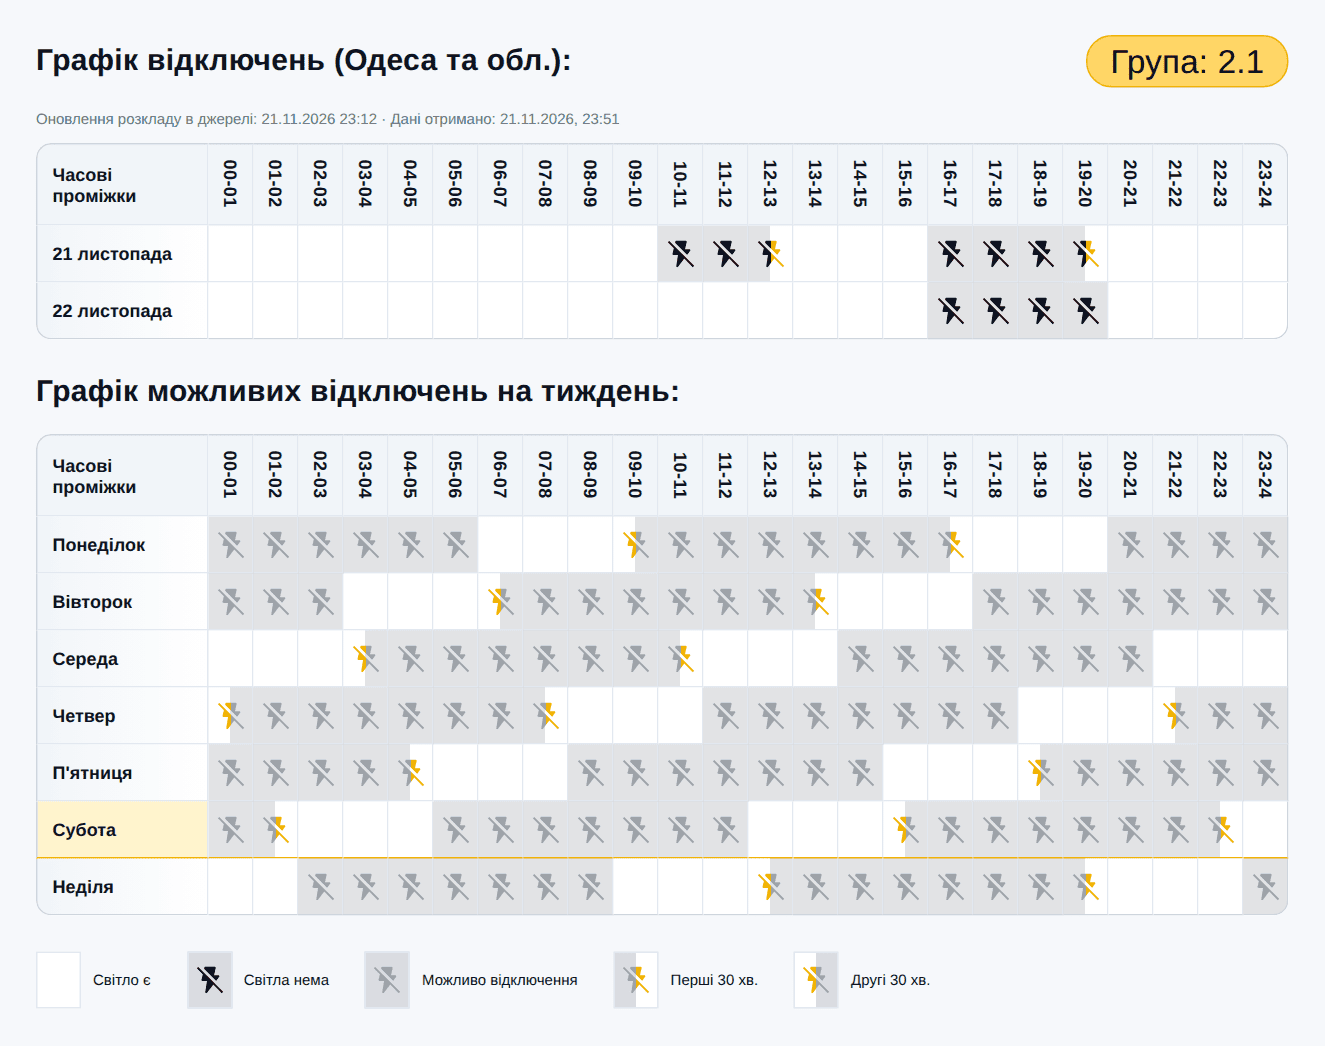 Графік відключень (Одеса та обл.):
Група: 2.1
Оновлення розкладу в джерелі: 21.11.2026 23:12 · Дані отримано: 21.11.2026, 23:51
Часові проміжки 00-01 01-02 02-03 03-04 04-05 05-06 06-07 07-08 08-09 09-10 10-11 11-12 12-13 13-14 14-15 15-16 16-17 17-18 18-19 19-20 20-21 21-22 22-23 23-24
21 листопада
22 листопада
Графік можливих відключень на тиждень:
Часові проміжки 00-01 01-02 02-03 03-04 04-05 05-06 06-07 07-08 08-09 09-10 10-11 11-12 12-13 13-14 14-15 15-16 16-17 17-18 18-19 19-20 20-21 21-22 22-23 23-24
Понеділок
Вівторок
Середа
Четвер
П'ятниця
Субота
Неділя
Світло є Світла нема Можливо відключення Перші 30 хв. Другі 30 хв.